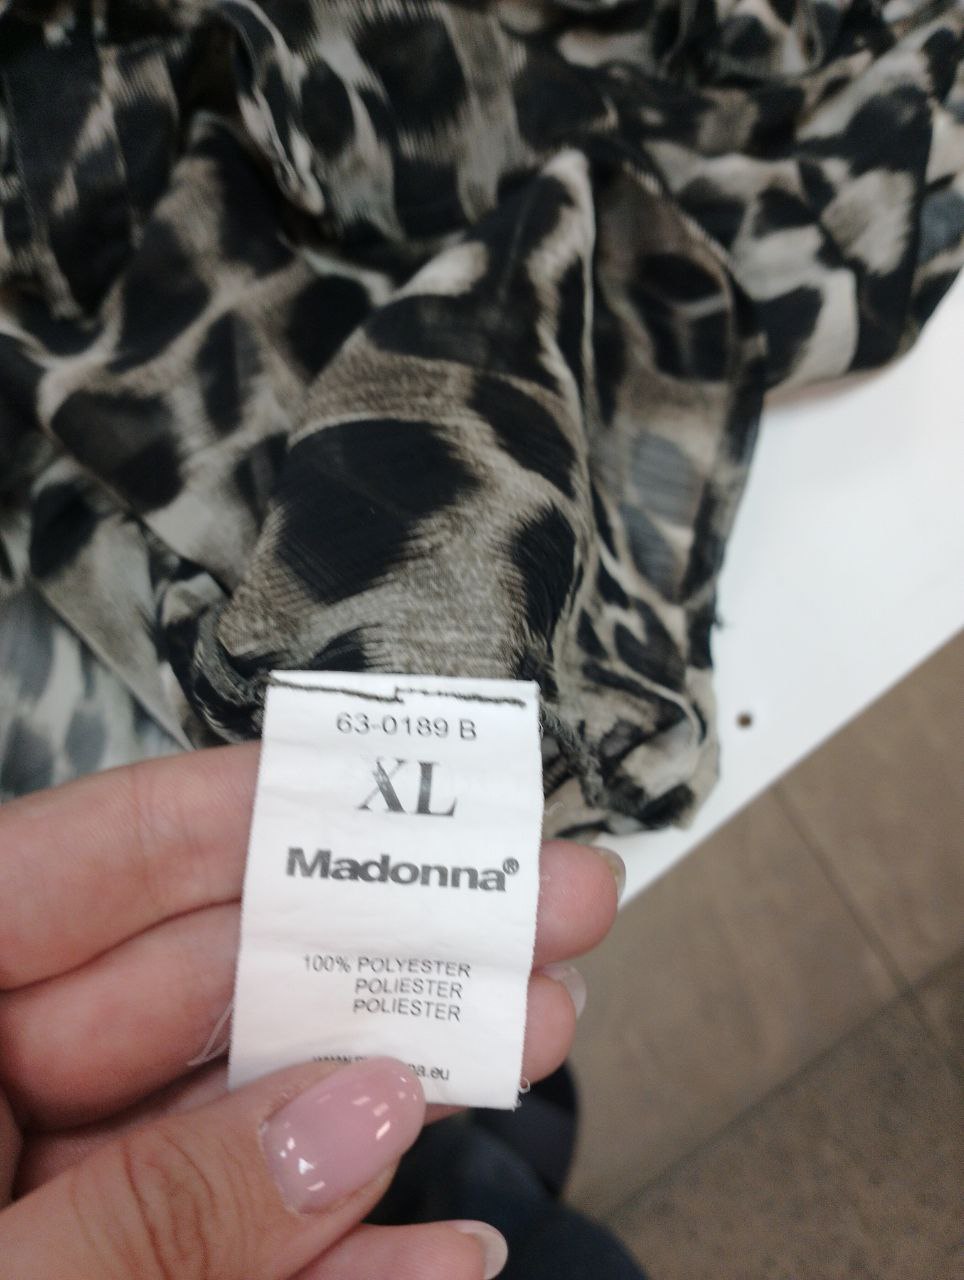 63-0189 B
XL
Madonna®
100% POLYESTER
POLIESTER
POLIESTER